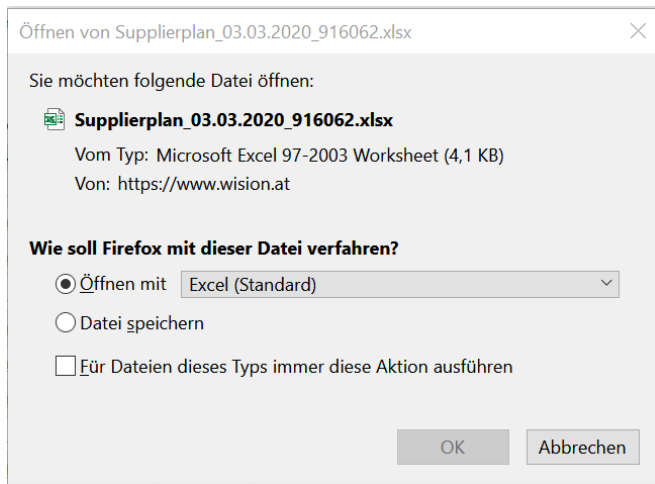 Öffnen von Supplierplan_03.03.2020_916062.xlsx
Sie möchten folgende Datei öffnen:
Supplierplan_03.03.2020_916062.xlsx
Vom Typ: Microsoft Excel 97-2003 Worksheet (4,1 KB)
Von: https://www.wision.at
Wie soll Firefox mit dieser Datei verfahren?
Öffnen mit Excel (Standard)
Datei speichern
Für Dateien dieses Typs immer diese Aktion ausführen
OK Abbrechen